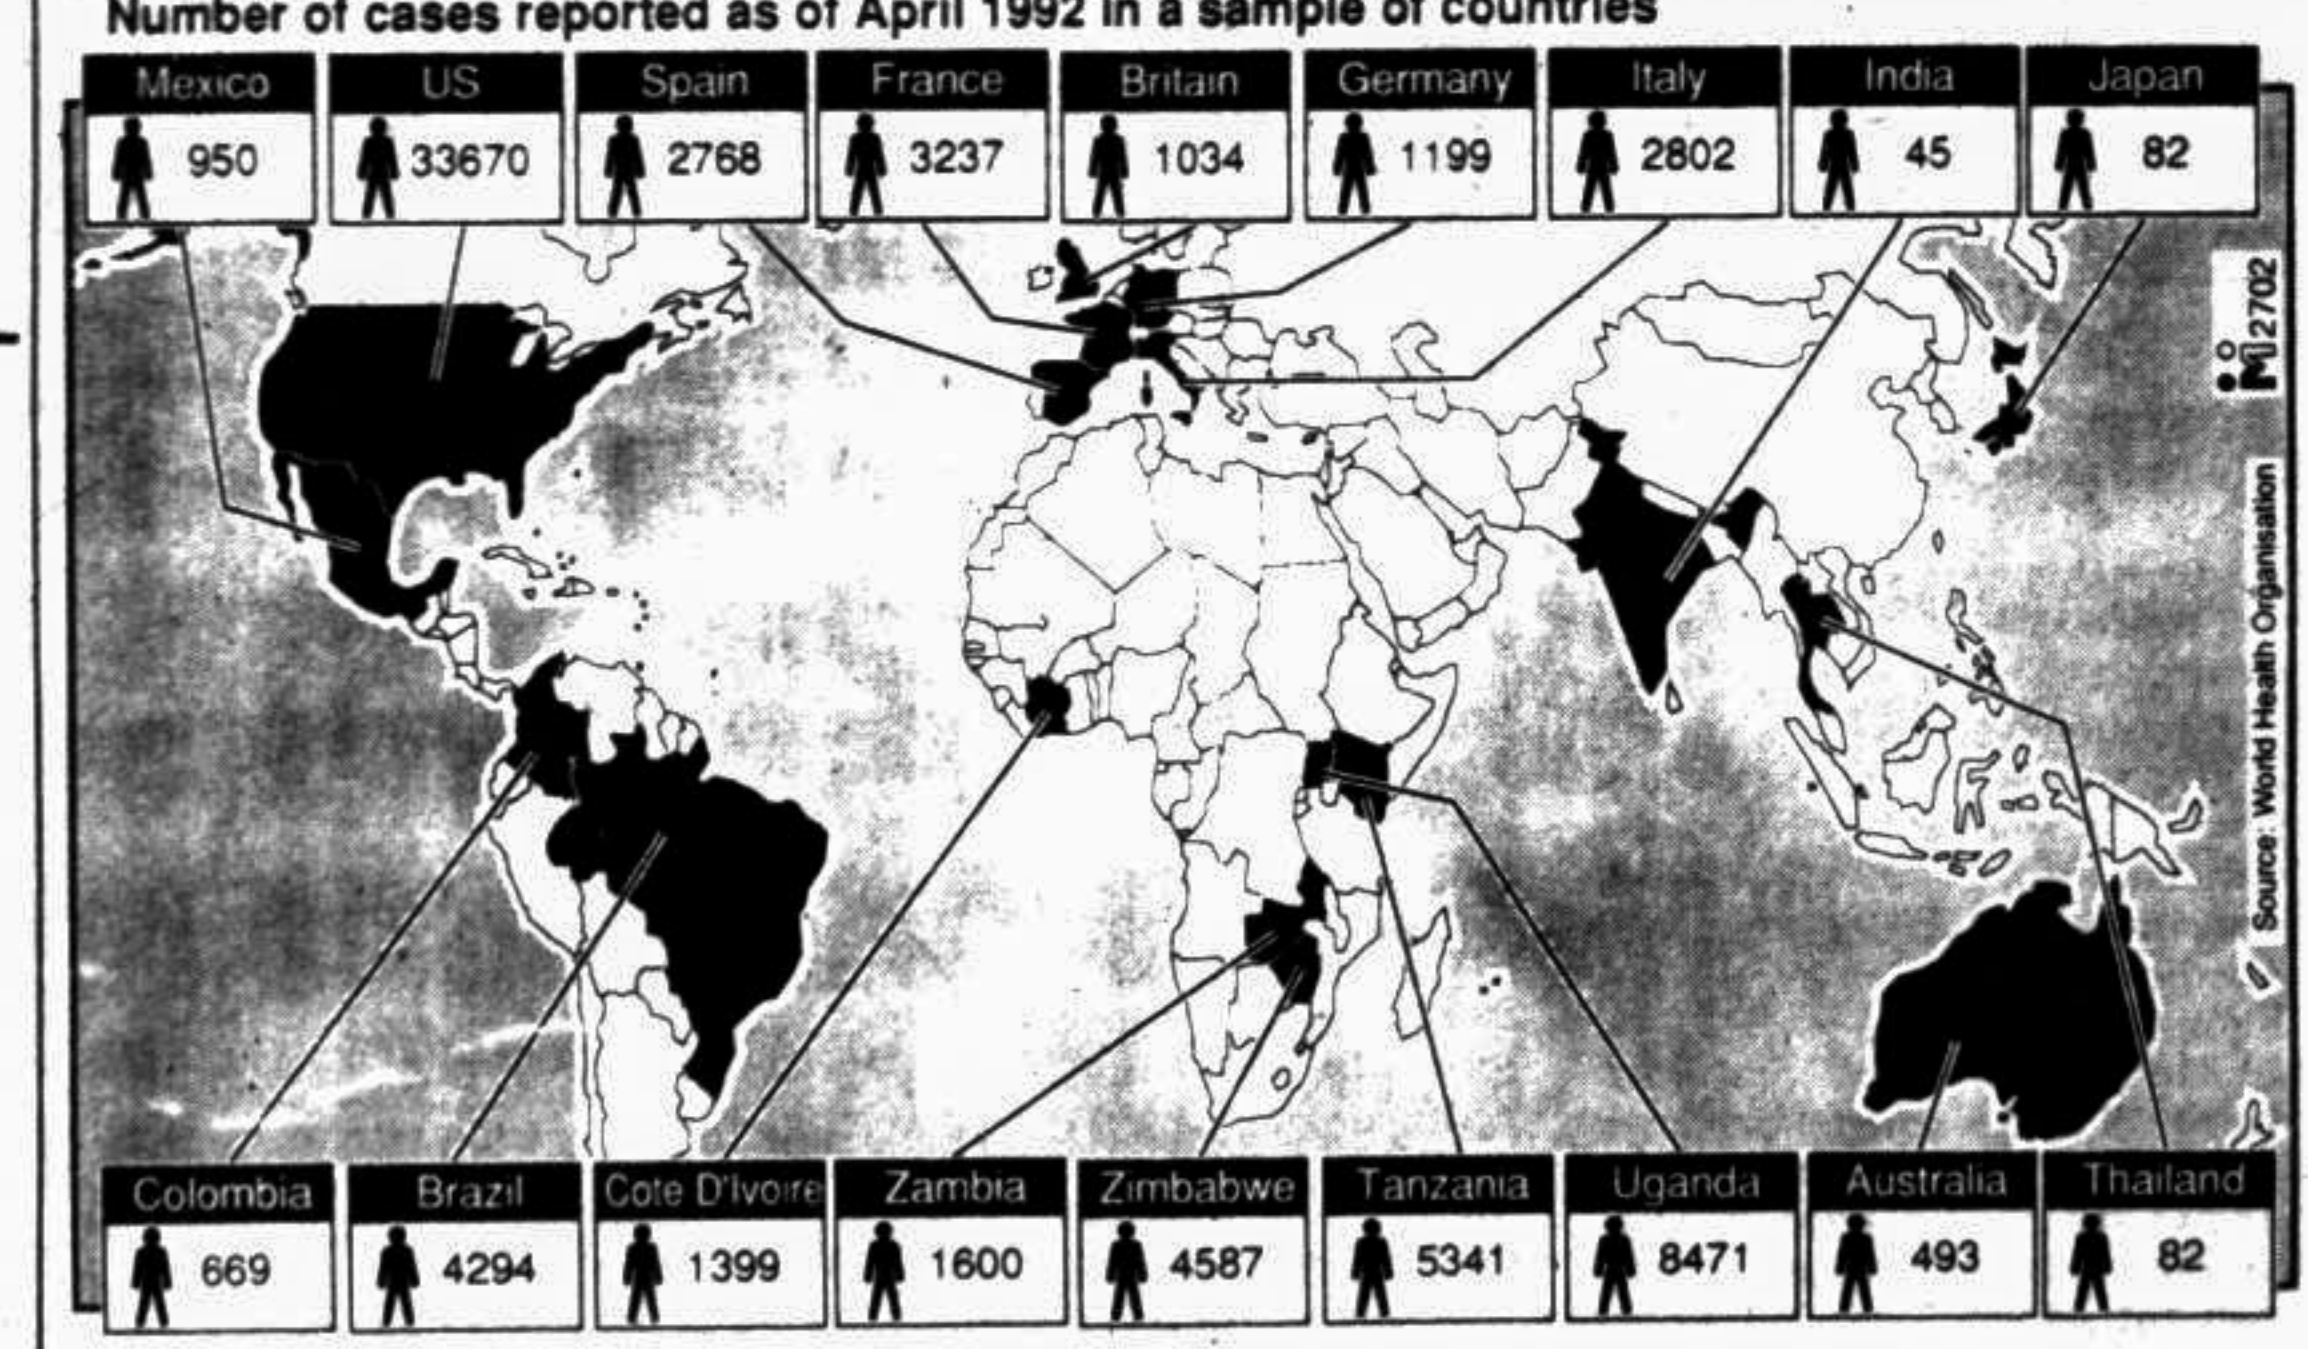 Number of cases reported as of April 1992 in a sample of countries
Mexico
950
US
33670
Spain
2768
France
3237
Britain
1034
Germany
1199
Italy
2802
India
45
Japan
82
M 2702
Source: World Health Organisation
Colombia
669
Brazil
4294
Cote D'Ivoire
1399
Zambia
1600
Zimbabwe
4587
Tanzania
5341
Uganda
8471
Australia
493
Thailand
82